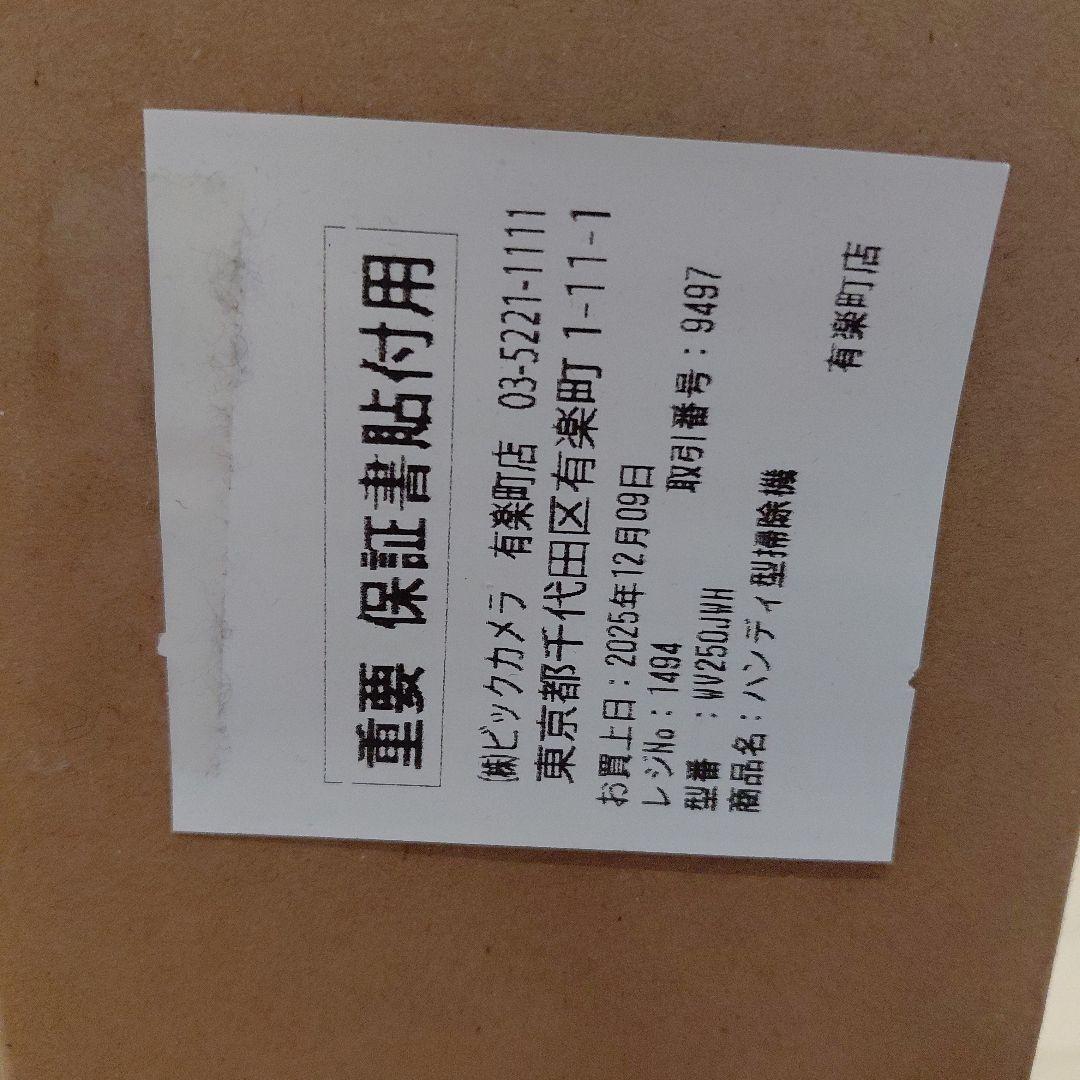 重要 保証書貼付用
(株)ビックカメラ 有楽町店 03-5221-1111
東京都千代田区有楽町1-11-1
お買上日:2025年12月09日
レジNo:1494 取引番号:9497
型番 :WV250JWH
商品名:ハンディ型掃除機
有楽町店